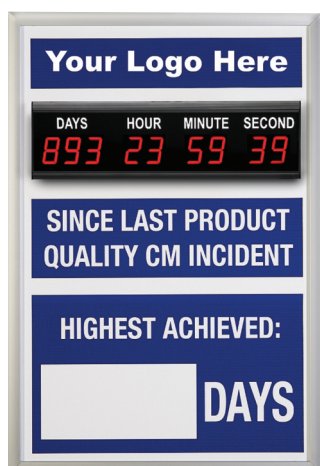 Your Logo Here
DAYS HOUR MINUTE SECOND
893 23 59 39
SINCE LAST PRODUCT
QUALITY CM INCIDENT
HIGHEST ACHIEVED:
DAYS